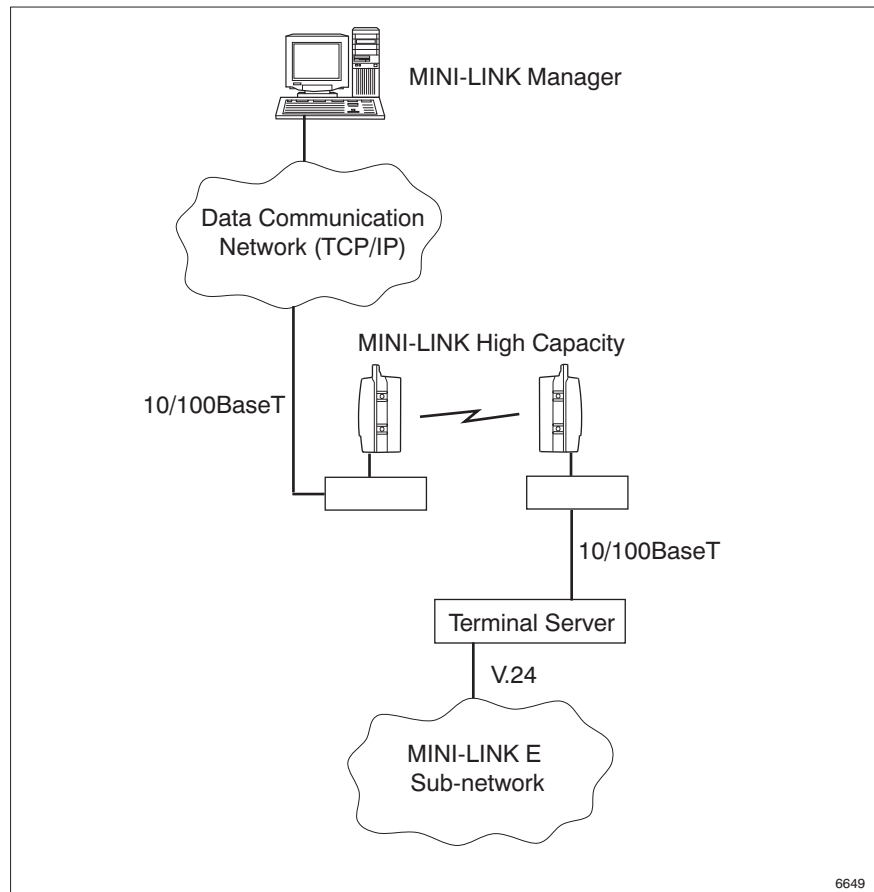 MINI-LINK Manager
Data Communication
Network (TCP/IP)
MINI-LINK High Capacity
10/100BaseT
10/100BaseT
Terminal Server
V.24
MINI-LINK E
Sub-network
6649